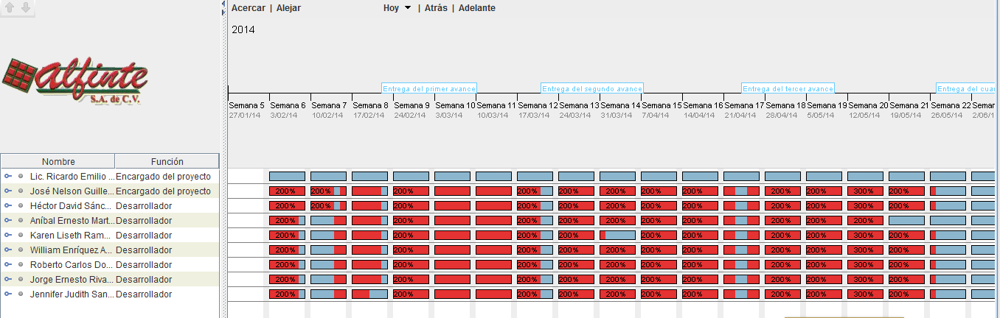 Acercar | Alejar Hoy | Atrás | Adelante
2014
alfinte
S.A. de C.V.
Entrega del primer avance Entrega del segundo avance Entrega del tercer avance Entrega del cuar
Semana 5 Semana 6 Semana 7 Semana 8 Semana 9 Semana 10 Semana 11 Semana 12 Semana 13 Semana 14 Semana 15 Semana 16 Semana 17 Semana 18 Semana 19 Semana 20 Semana 21 Semana 22 Semar
27/01/14 3/02/14 10/02/14 17/02/14 24/02/14 3/03/14 10/03/14 17/03/14 24/03/14 31/03/14 7/04/14 14/04/14 21/04/14 28/04/14 5/05/14 12/05/14 19/05/14 26/05/14 2/06/1
Nombre Función
Lic. Ricardo Emilio ... Encargado del proyecto
José Nelson Guille... Encargado del proyecto 200% 200% 200% 200% 200% 200% 200% 200% 200% 200% 200% 200%
Héctor David Sánc... Desarrollador 200% 200% 200% 200% 200% 200% 200% 200% 200% 200% 200% 200%
Aníbal Ernesto Mart... Desarrollador 200% 200% 200% 200% 200% 200% 200% 200% 200% 200%
Karen Liseth Ram... Desarrollador 200% 200% 200% 200% 200% 200% 200% 200% 300% 200%
William Enríquez A... Desarrollador 200% 200% 200% 200% 200% 200% 200% 200% 200% 300% 200%
Roberto Carlos Do... Desarrollador 200% 200% 200% 200% 200% 200% 200% 200% 200% 300% 200%
Jorge Ernesto Riva... Desarrollador 200% 200% 200% 200% 200% 200% 200% 200% 200% 300% 200%
Jennifer Judith San... Desarrollador 200% 200% 200% 200% 200% 200% 200% 200% 200% 200% 200%